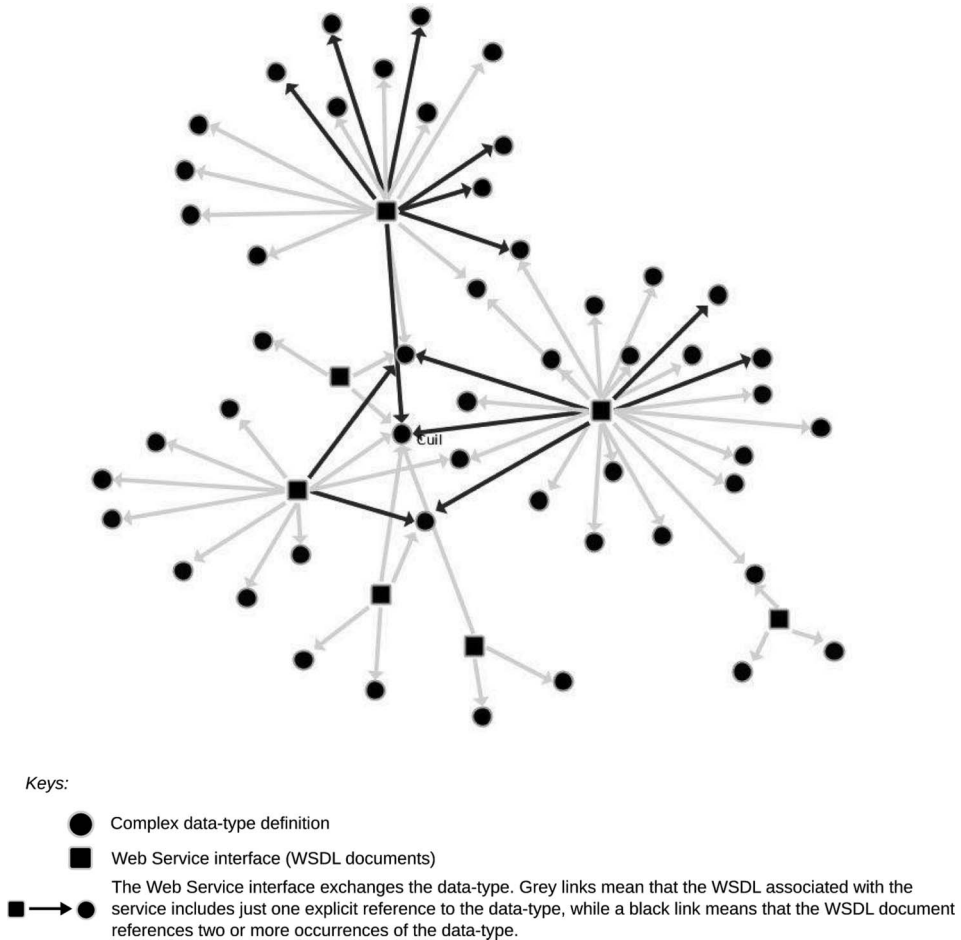 Cuil
Keys:
Complex data-type definition
Web Service interface (WSDL documents)
The Web Service interface exchanges the data-type. Grey links mean that the WSDL associated with the
service includes just one explicit reference to the data-type, while a black link means that the WSDL document
references two or more occurrences of the data-type.